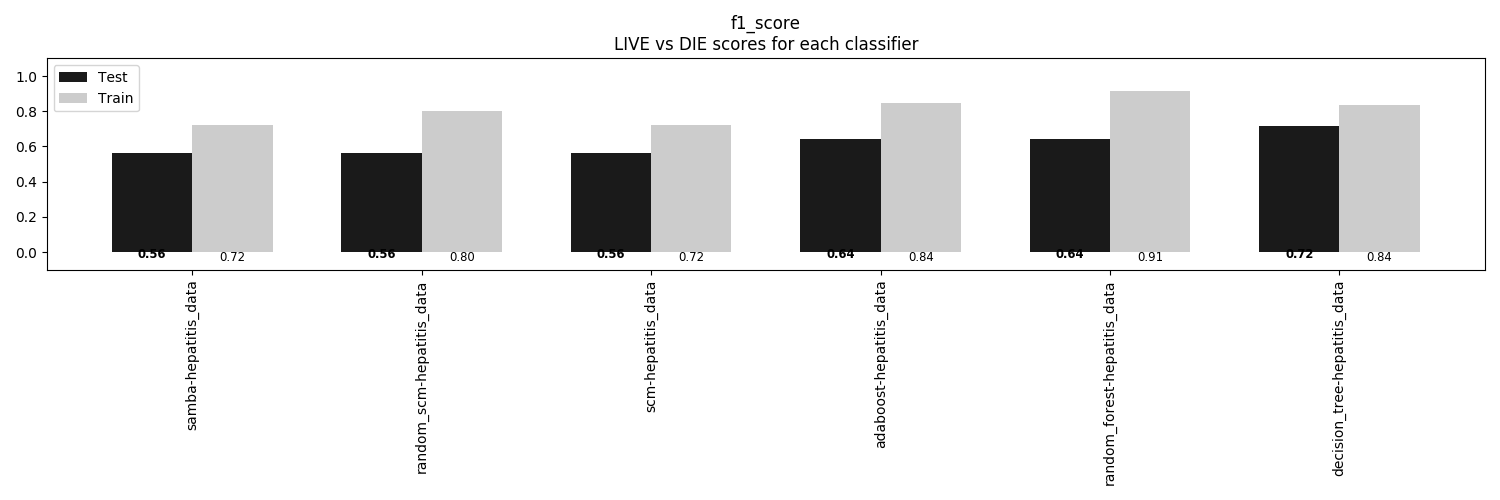 f1_score
LIVE vs DIE scores for each classifier
Test
Train
1.0
0.8
0.6
0.4
0.2
0.0
0.56 0.72 0.56 0.80 0.56 0.72 0.64 0.84 0.64 0.91 0.72 0.84
samba-hepatitis_data
random_scm-hepatitis_data
scm-hepatitis_data
adaboost-hepatitis_data
random_forest-hepatitis_data
decision_tree-hepatitis_data